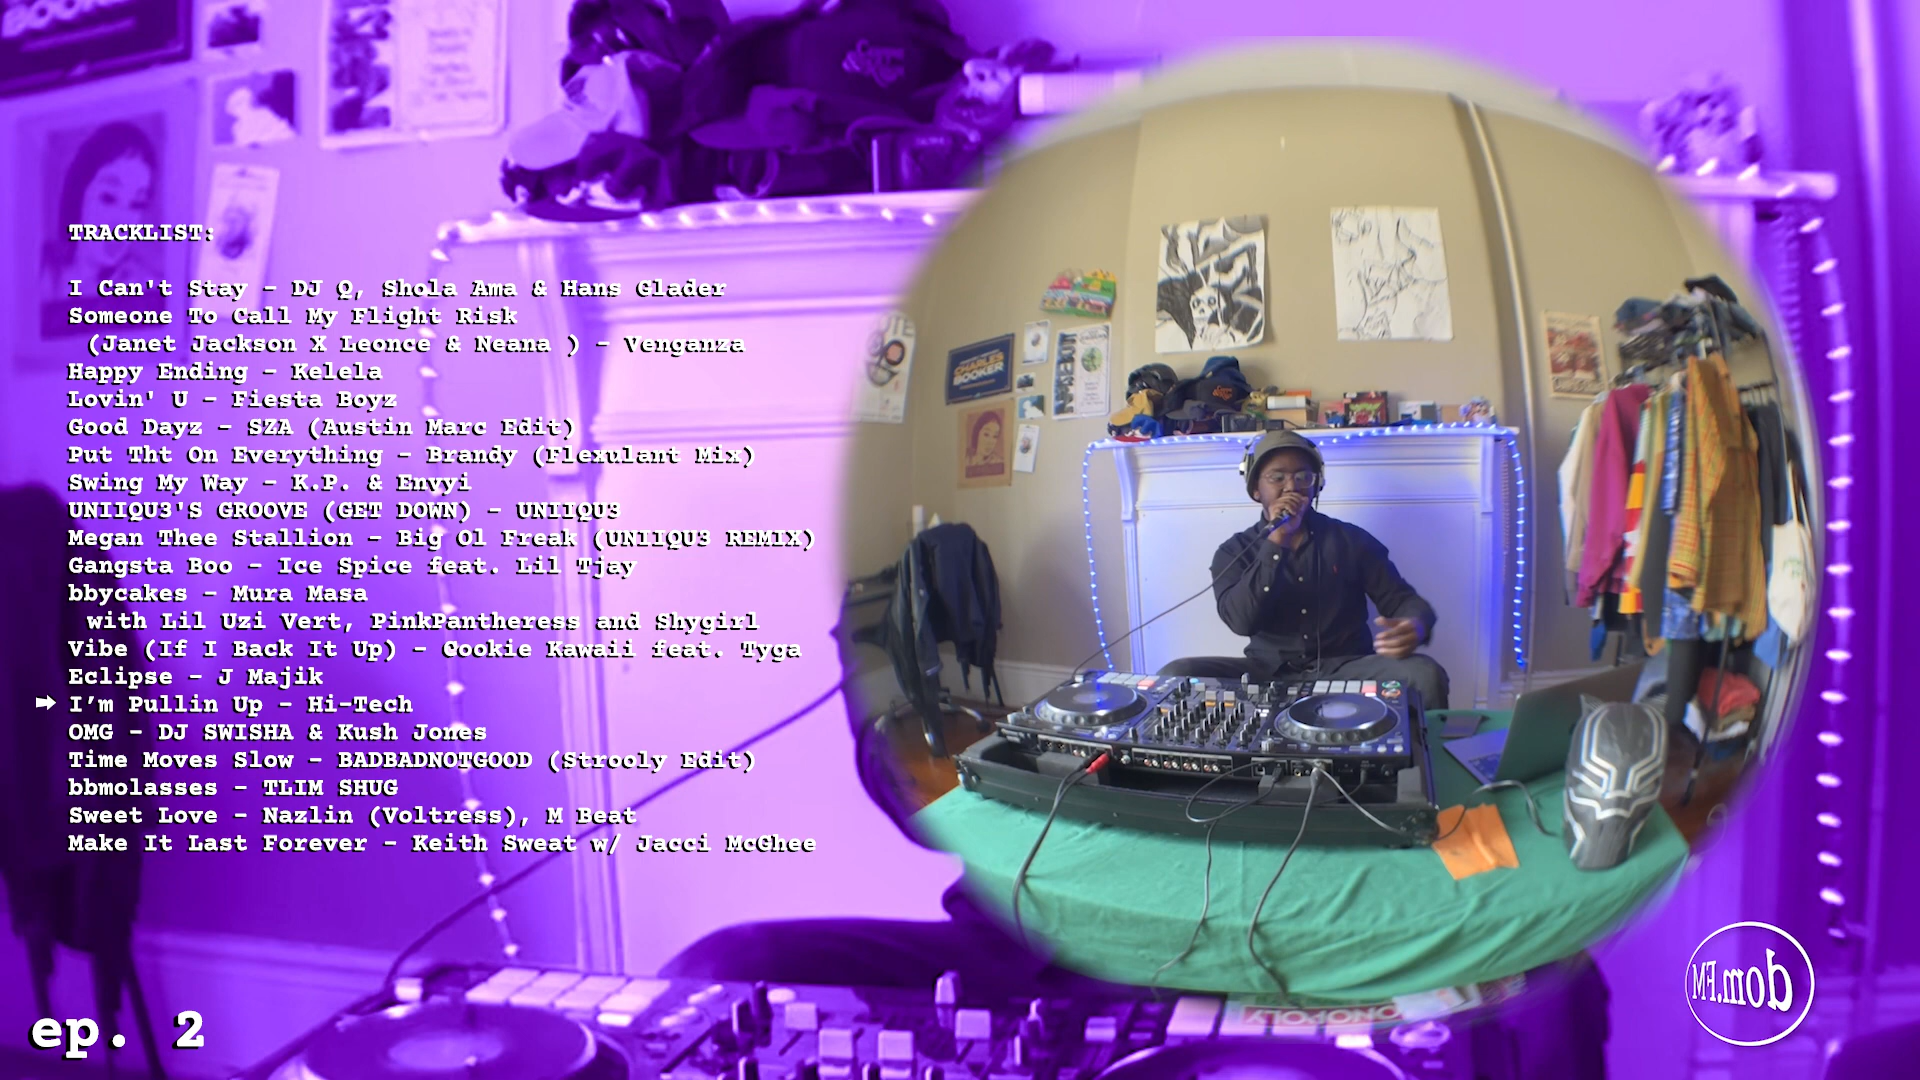 TRACKLIST:
I Can't Stay - DJ Q, Shola Ama & Hans Glader
Someone To Call My Flight Risk
(Janet Jackson X Leonce & Neana ) - Venganza
Happy Ending - Kelela
Lovin' U - Fiesta Boyz
Good Dayz - SZA (Austin Marc Edit)
Put Tht On Everything - Brandy (Flexulant Mix)
Swing My Way - K.P. & Envyi
UNIIQU3'S GROOVE (GET DOWN) - UNIIQU3
Megan Thee Stallion - Big Ol Freak (UNIIQU3 REMIX)
Gangsta Boo - Ice Spice feat. Lil Tjay
bbycakes - Mura Masa
with Lil Uzi Vert, PinkPantheress and Shygirl
Vibe (If I Back It Up) - Cookie Kawaii feat. Tyga
Eclipse - J Majik
➡ I’m Pullin Up - Hi-Tech
OMG - DJ SWISHA & Kush Jones
Time Moves Slow - BADBADNOTGOOD (Strooly Edit)
bbmolasses - TLIM SHUG
Sweet Love - Nazlin (Voltress), M Beat
Make It Last Forever - Keith Sweat w/ Jacci McGhee
ep. 2
CHARLES
BOOKER
dom.FM